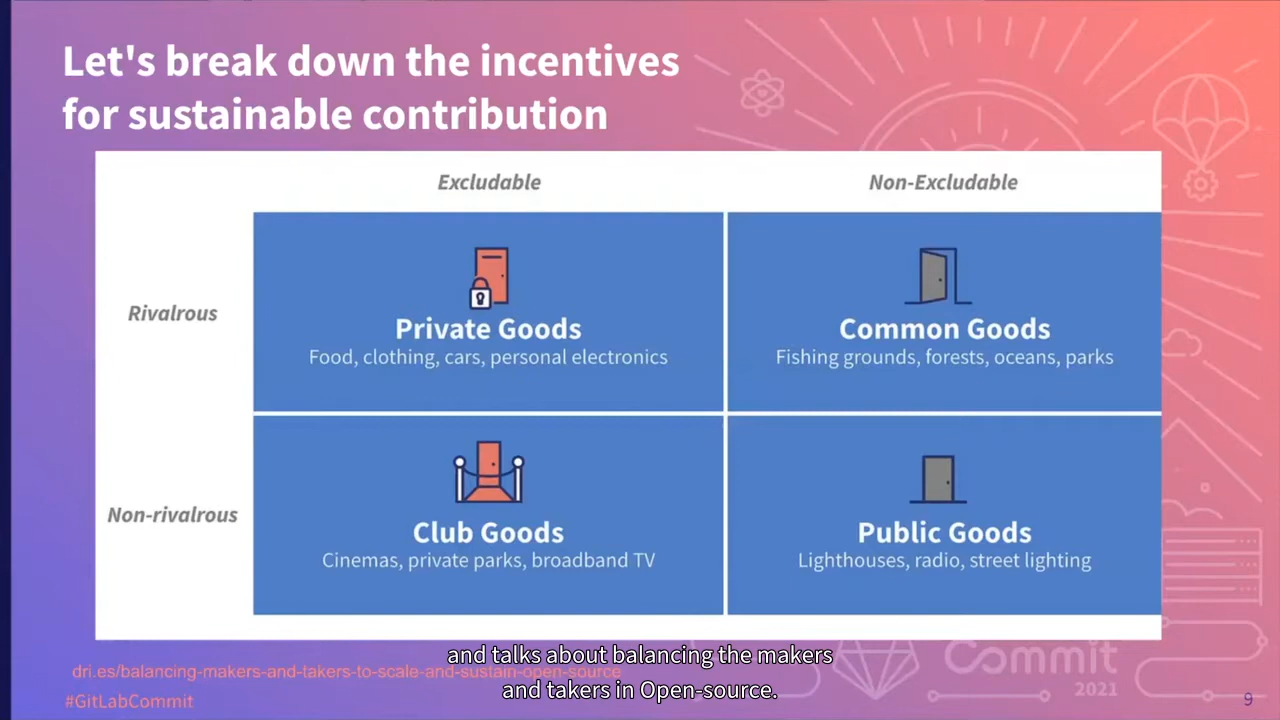 Let's break down the incentives
for sustainable contribution
Excludable
Non-Excludable
Rivalrous
Private Goods
Food, clothing, cars, personal electronics
Common Goods
Fishing grounds, forests, oceans, parks
Non-rivalrous
Club Goods
Cinemas, private parks, broadband TV
Public Goods
Lighthouses, radio, street lighting
and talks about balancing the makers
and takers in Open-source.
dri.es/balancing-makers-and-takers-to-scale-and-sustain-open-source
#GitLabCommit
Commit
2021
9